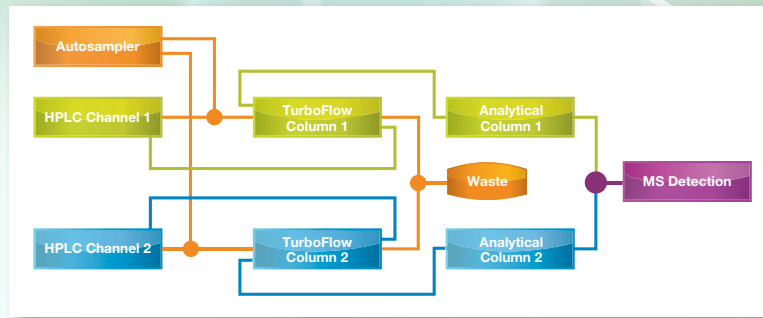 Autosampler
HPLC Channel 1
TurboFlow
Column 1
Analytical
Column 1
Waste
MS Detection
HPLC Channel 2
TurboFlow
Column 2
Analytical
Column 2